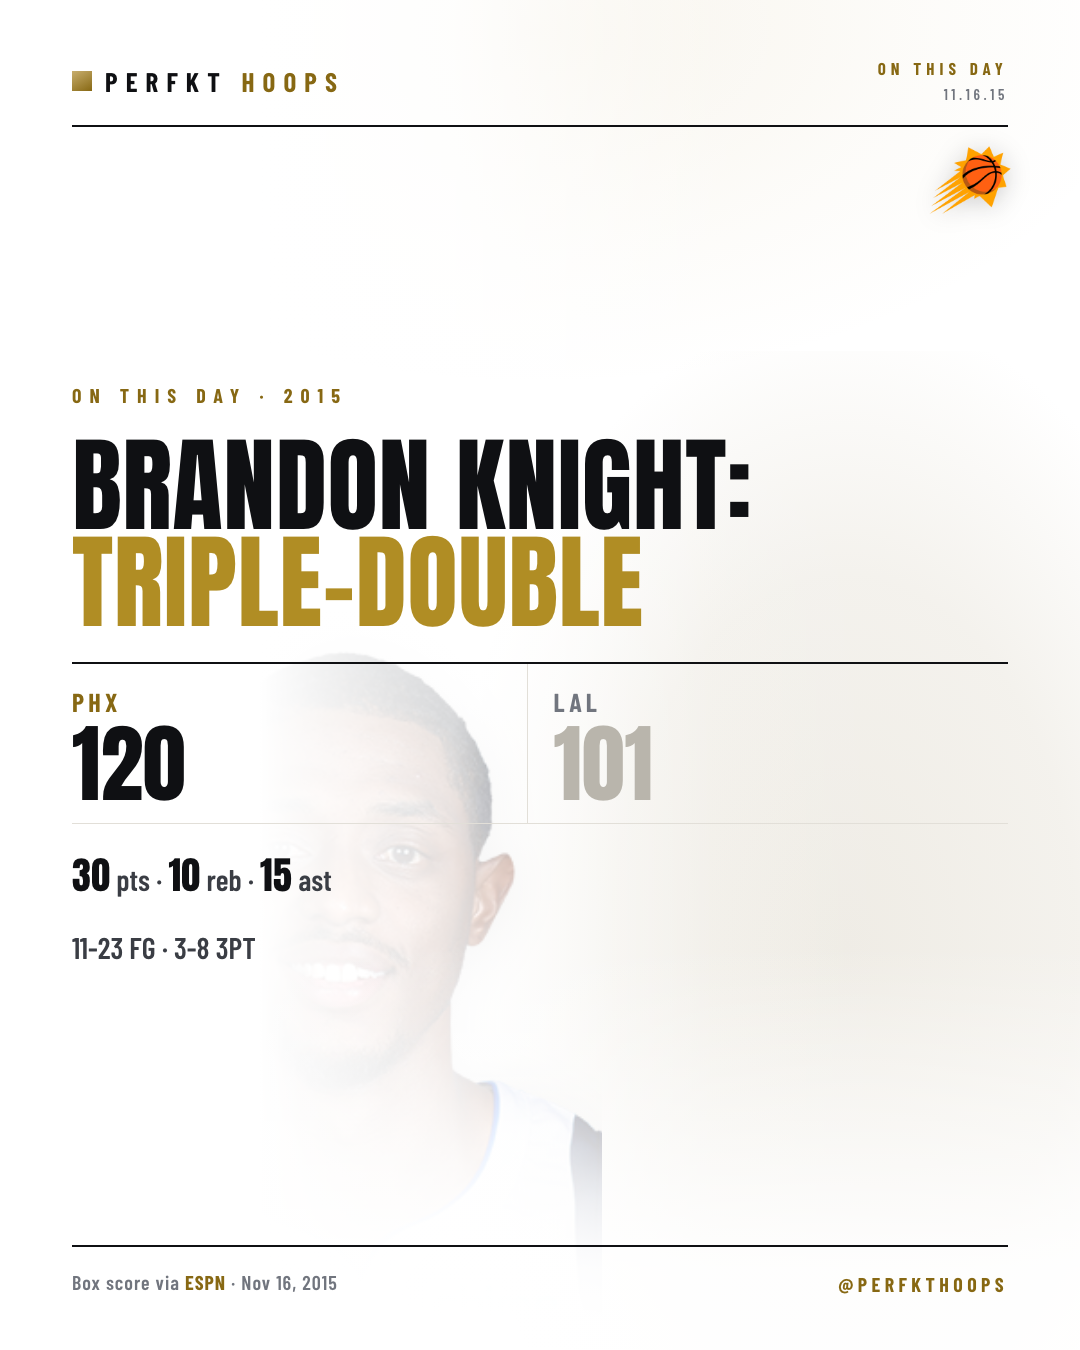 PERFKT HOOPS
ON THIS DAY
11.16.15
ON THIS DAY · 2015
BRANDON KNIGHT:
TRIPLE-DOUBLE
PHX
120
LAL
101
30 pts · 10 reb · 15 ast
11-23 FG · 3-8 3PT
Box score via ESPN · Nov 16, 2015
@PERFKTHOOPS